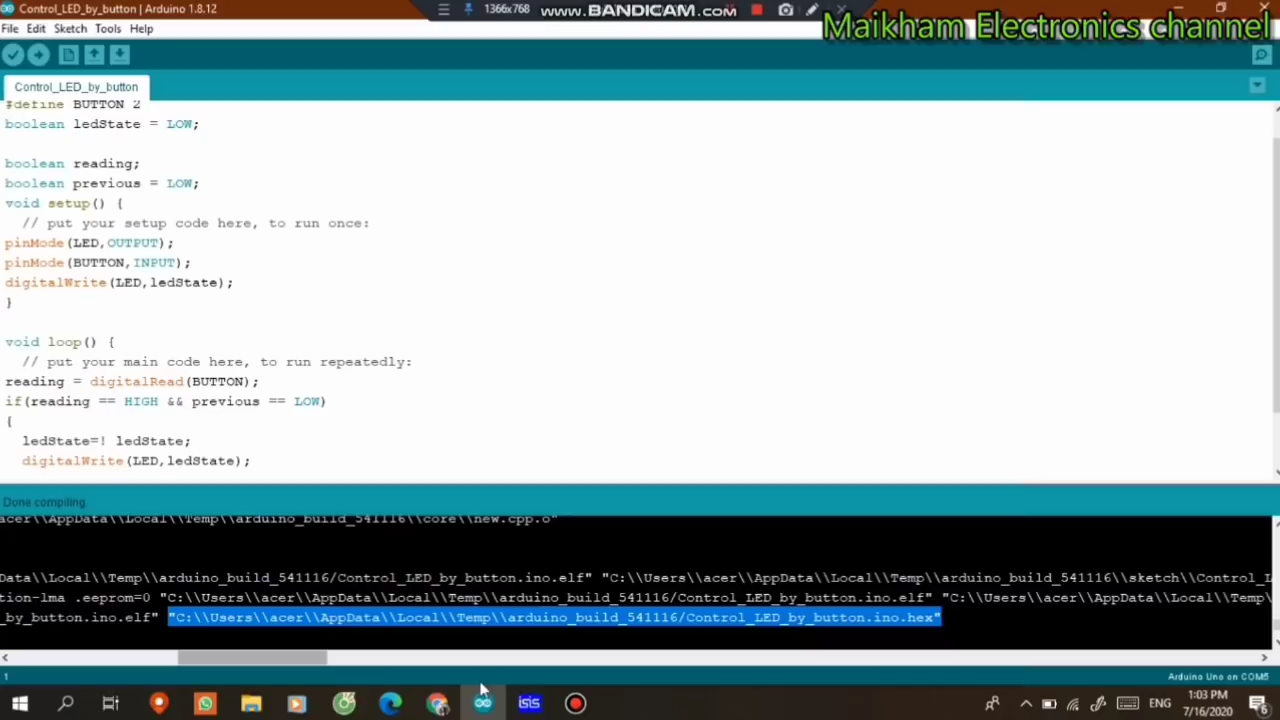 Control_LED_by_button | Arduino 1.8.12
1366x768
www.BANDICAM.com
Maikham Electronics channel
File Edit Sketch Tools Help
Control_LED_by_button
#define BUTTON 2
boolean ledState = LOW;
boolean reading;
boolean previous = LOW;
void setup() {
// put your setup code here, to run once:
pinMode(LED,OUTPUT);
pinMode(BUTTON,INPUT);
digitalWrite(LED,ledState);
}
void loop() {
// put your main code here, to run repeatedly:
reading = digitalRead(BUTTON);
if(reading == HIGH && previous == LOW)
{
ledState=! ledState;
digitalWrite(LED,ledState);
Done compiling.
acer\\AppData\\Local\\Temp\\arduino_build_541116\\core\\new.cpp.o"
Data\\Local\\Temp\\arduino_build_541116/Control_LED_by_button.ino.elf" "C:\\Users\\acer\\AppData\\Local\\Temp\\arduino_build_541116\\sketch\\Control_L
tion-lma .eeprom=0 "C:\\Users\\acer\\AppData\\Local\\Temp\\arduino_build_541116/Control_LED_by_button.ino.elf" "C:\\Users\\acer\\AppData\\Local\\Temp\
_by_button.ino.elf" "C:\\Users\\acer\\AppData\\Local\\Temp\\arduino_build_541116/Control_LED_by_button.ino.hex"
1
Arduino Uno on COM5
isis
ENG
1:03 PM
7/16/2020
6